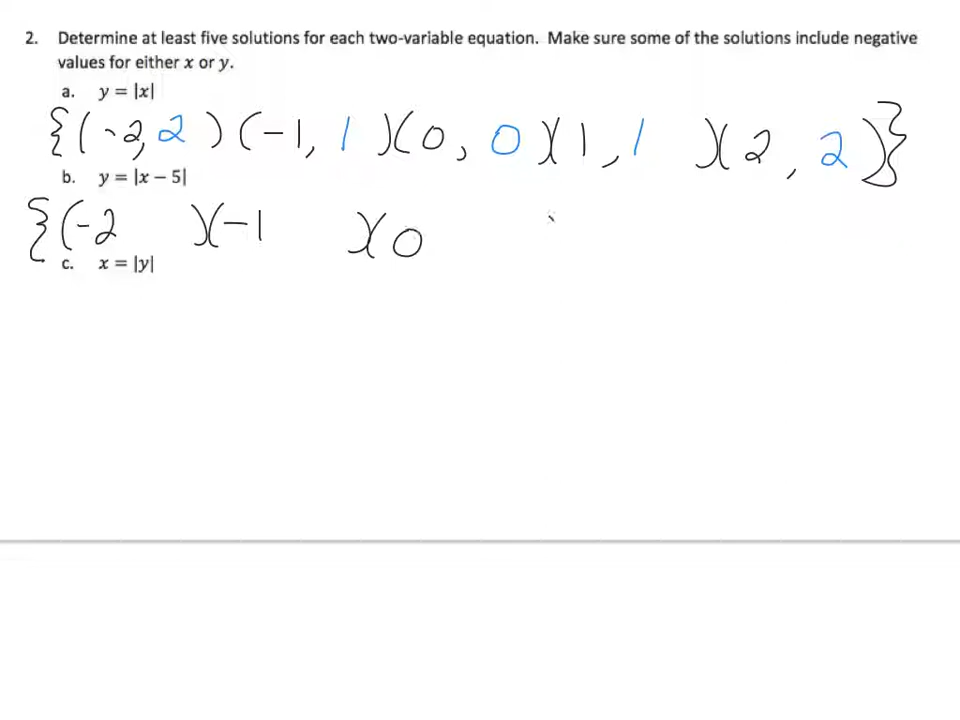 2. Determine at least five solutions for each two-variable equation. Make sure some of the solutions include negative
values for either x or y.
a. y = |x|
{(-2,2)(-1,1)(0,0)(1,1)(2,2)}
b. y = |x – 5|
{(-2 )(-1 )(0
c. x = |y|